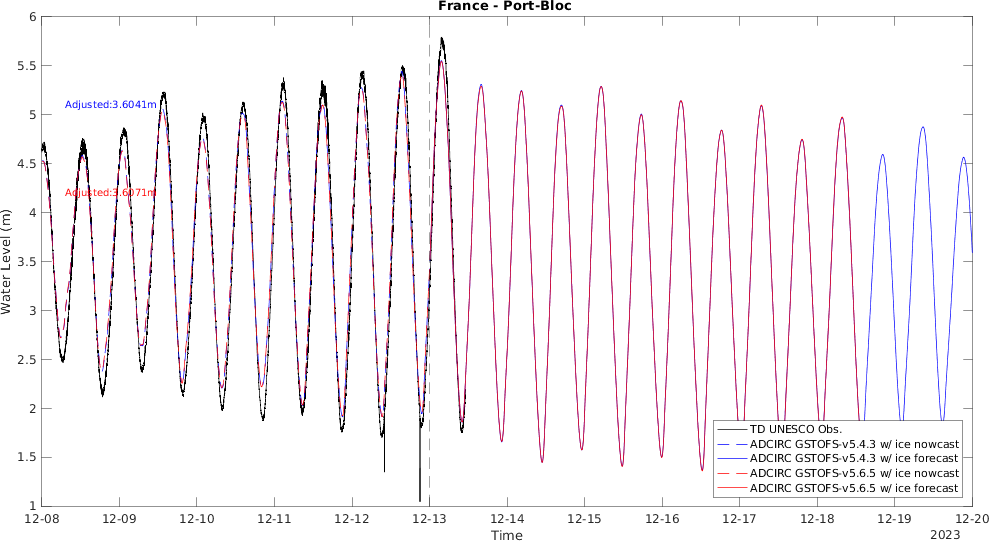 France - Port-Bloc
Water Level (m)
6
5.5
5
4.5
4
3.5
3
2.5
2
1.5
1
Adjusted:3.6041m
Adjusted:3.6071m
TD UNESCO Obs.
ADCIRC GSTOFS-v5.4.3 w/ ice nowcast
ADCIRC GSTOFS-v5.4.3 w/ ice forecast
ADCIRC GSTOFS-v5.6.5 w/ ice nowcast
ADCIRC GSTOFS-v5.6.5 w/ ice forecast
12-08 12-09 12-10 12-11 12-12 12-13 12-14 12-15 12-16 12-17 12-18 12-19 12-20
Time
2023